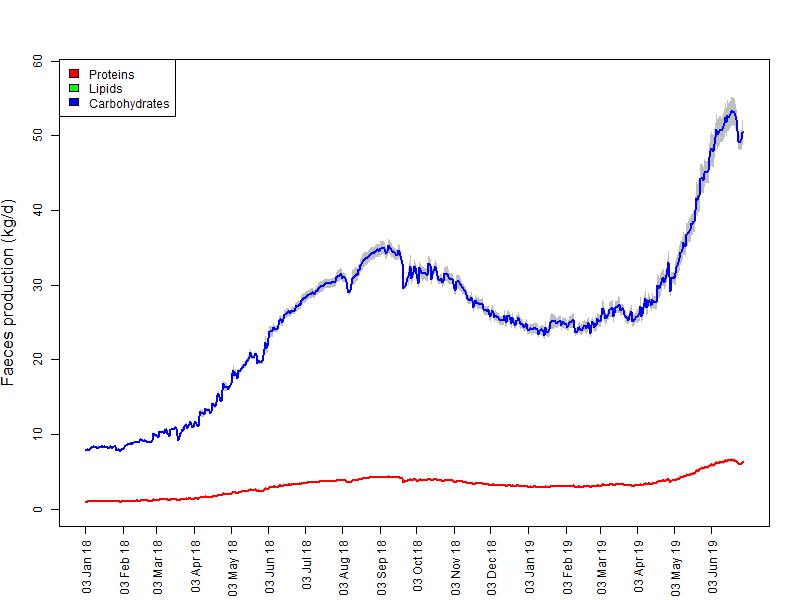 Proteins
Lipids
Carbohydrates
Faeces production (kg/d)
60
50
40
30
20
10
0
03 Jan 18
03 Feb 18
03 Mar 18
03 Apr 18
03 May 18
03 Jun 18
03 Jul 18
03 Aug 18
03 Sep 18
03 Oct 18
03 Nov 18
03 Dec 18
03 Jan 19
03 Feb 19
03 Mar 19
03 Apr 19
03 May 19
03 Jun 19